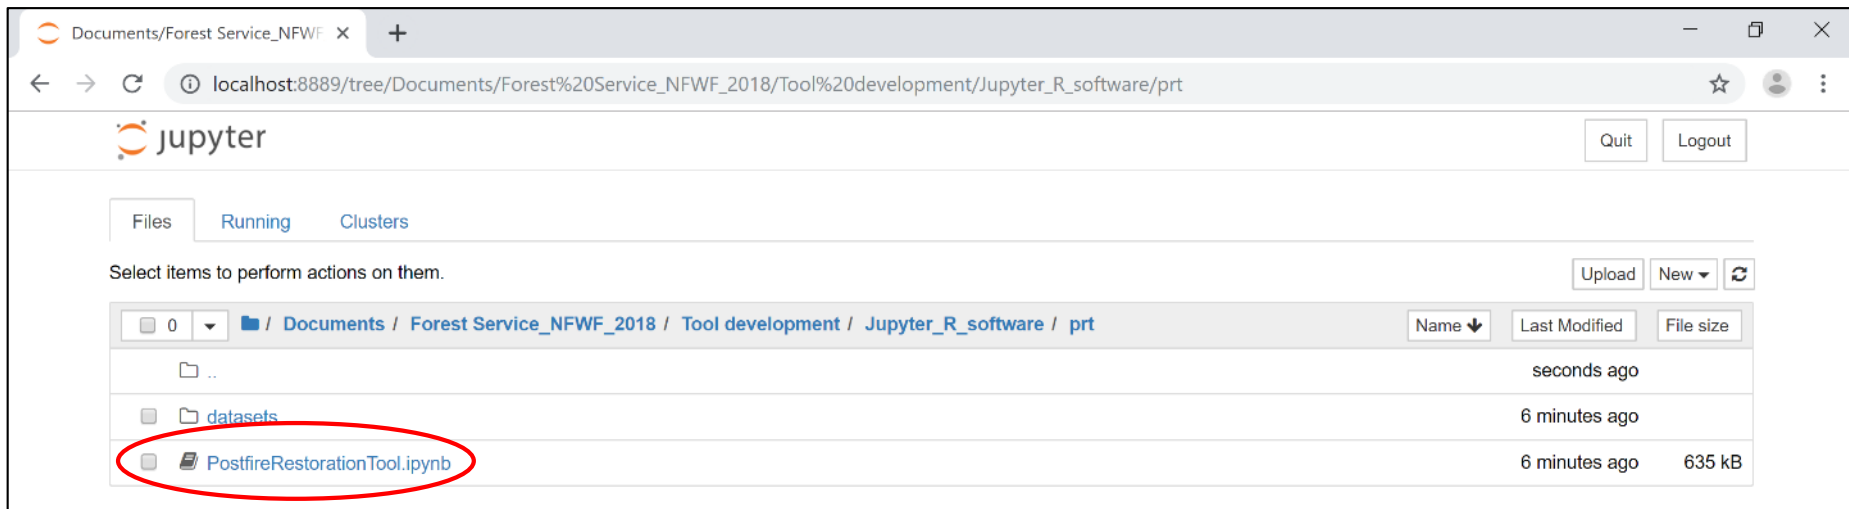 Documents/Forest Service_NFWF
localhost:8889/tree/Documents/Forest%20Service_NFWF_2018/Tool%20development/Jupyter_R_software/prt
jupyter
Quit Logout
Files Running Clusters
Select items to perform actions on them.
Upload New
0 / Documents / Forest Service_NFWF_2018 / Tool development / Jupyter_R_software / prt Name Last Modified File size
.. seconds ago
datasets 6 minutes ago
PostfireRestorationTool.ipynb 6 minutes ago 635 kB